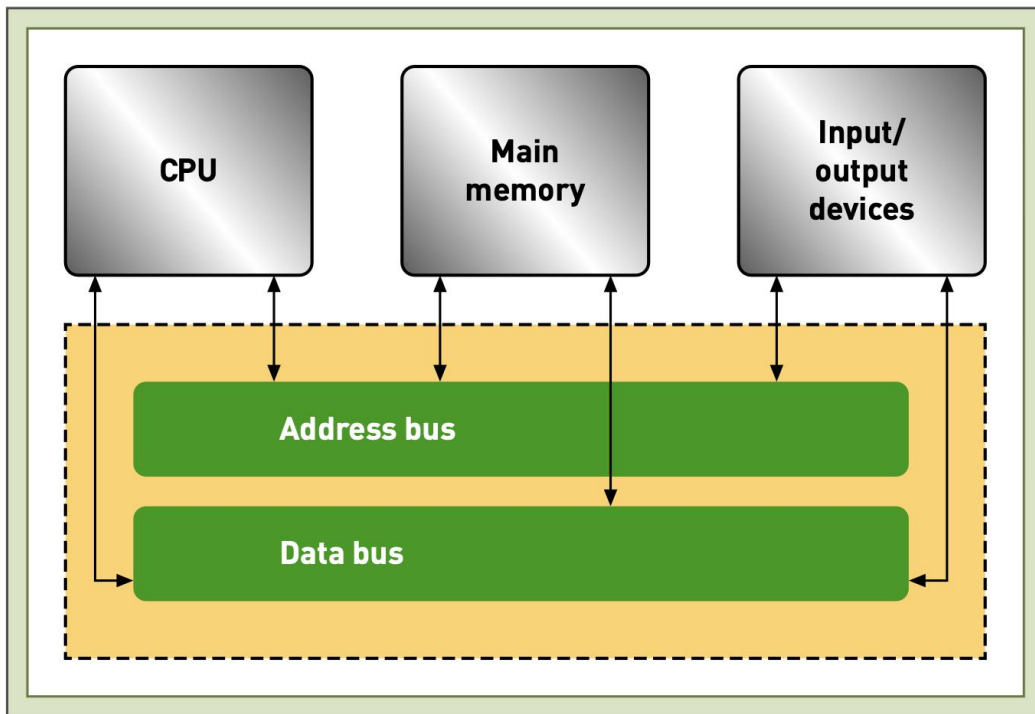 CPU
Main
memory
Input/
output
devices
Address bus
Data bus